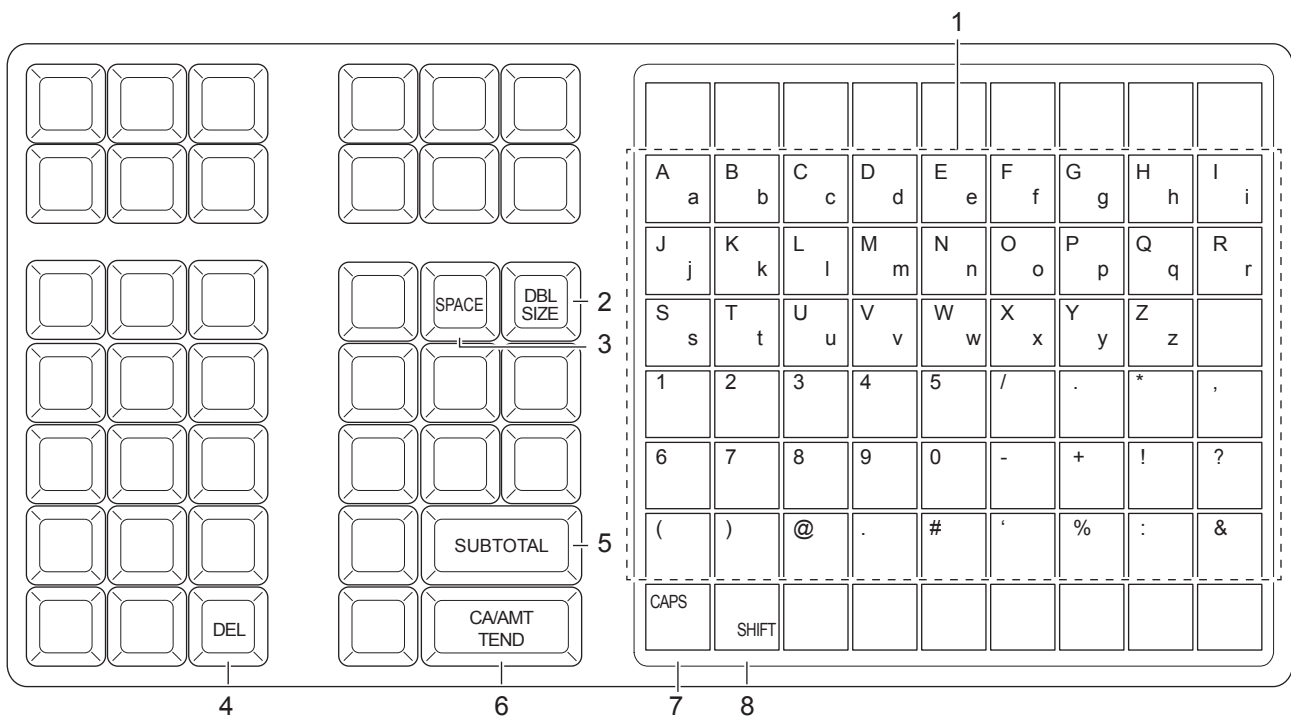 1
A a B b C c D d E e F f G g H h I i
J j K k L l M m N n O o P p Q q R r
SPACE DBL SIZE 2
3
S s T t U u V v W w X x Y y Z z
1 2 3 4 5 / . * ,
6 7 8 9 0 - + ! ?
SUBTOTAL 5
( ) @ . # ‘ % : &
DEL
CA/AMT
TEND
CAPS SHIFT
4 6 7 8